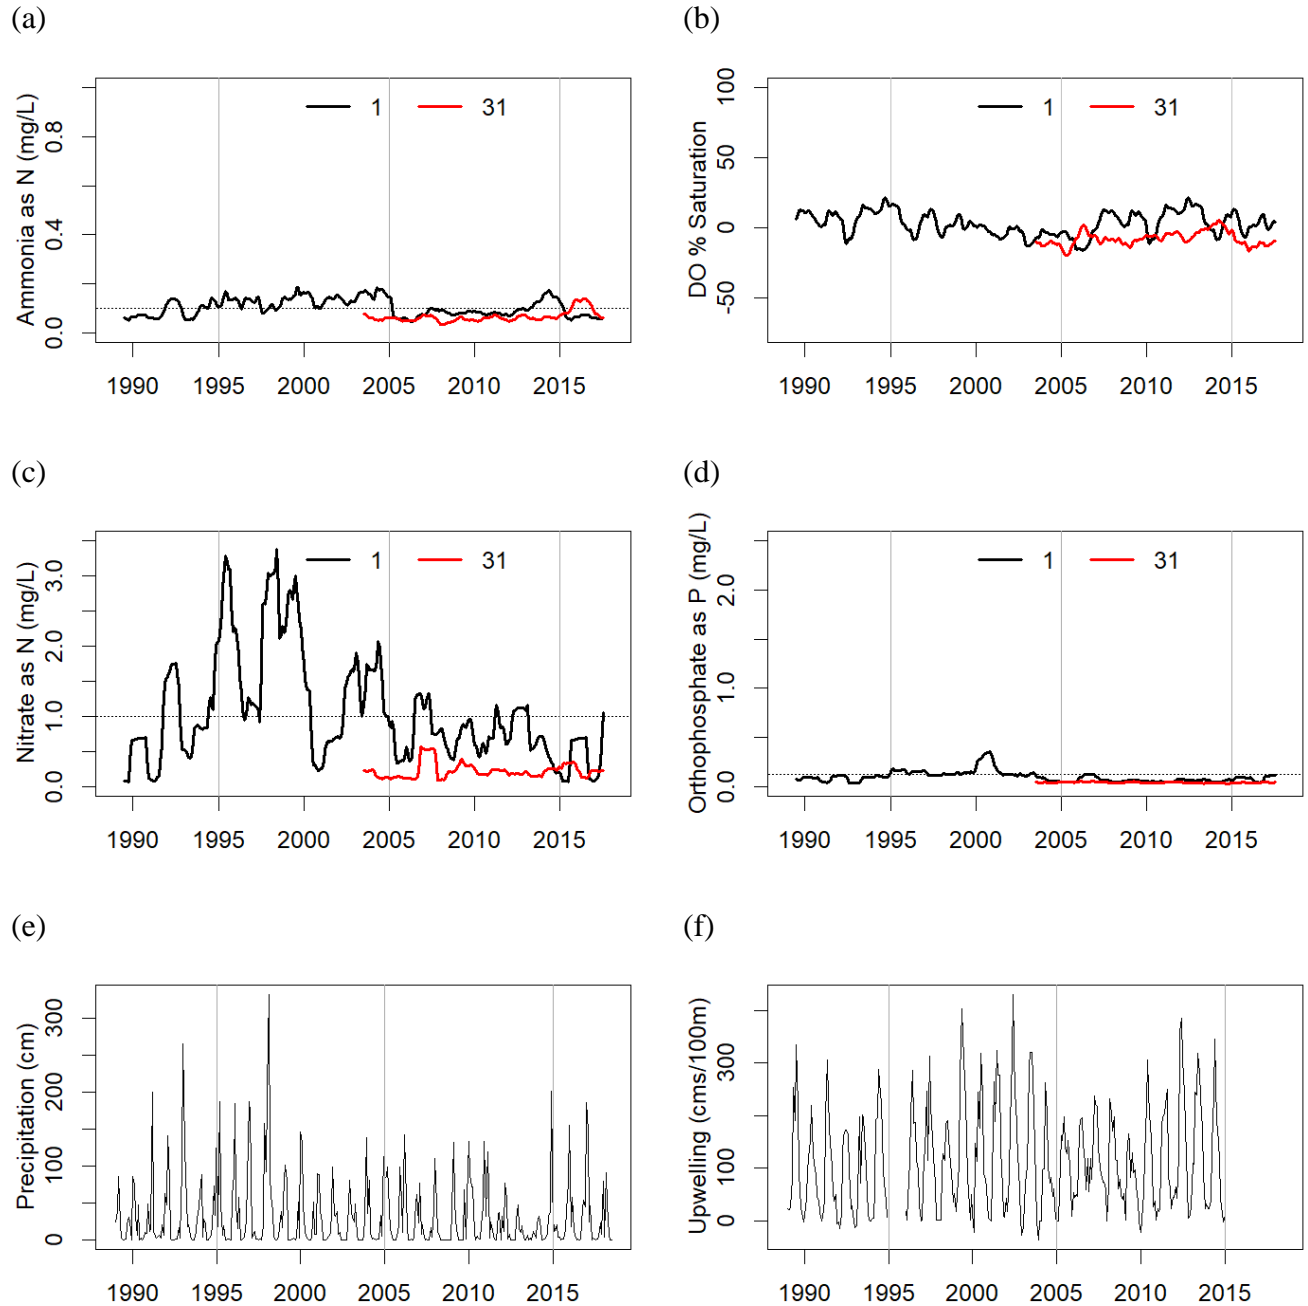 (a)
(b)
Ammonia as N (mg/L)
0.0 0.4 0.8
1 31
1990 1995 2000 2005 2010 2015
DO % Saturation
-50 0 50 100
1 31
1990 1995 2000 2005 2010 2015
(c)
(d)
Nitrate as N (mg/L)
0.0 1.0 2.0 3.0
1 31
1990 1995 2000 2005 2010 2015
Orthophosphate as P (mg/L)
0.0 1.0 2.0
1 31
1990 1995 2000 2005 2010 2015
(e)
(f)
Precipitation (cm)
0 100 200 300
1990 1995 2000 2005 2010 2015
Upwelling (cms/100m)
0 100 300
1990 1995 2000 2005 2010 2015